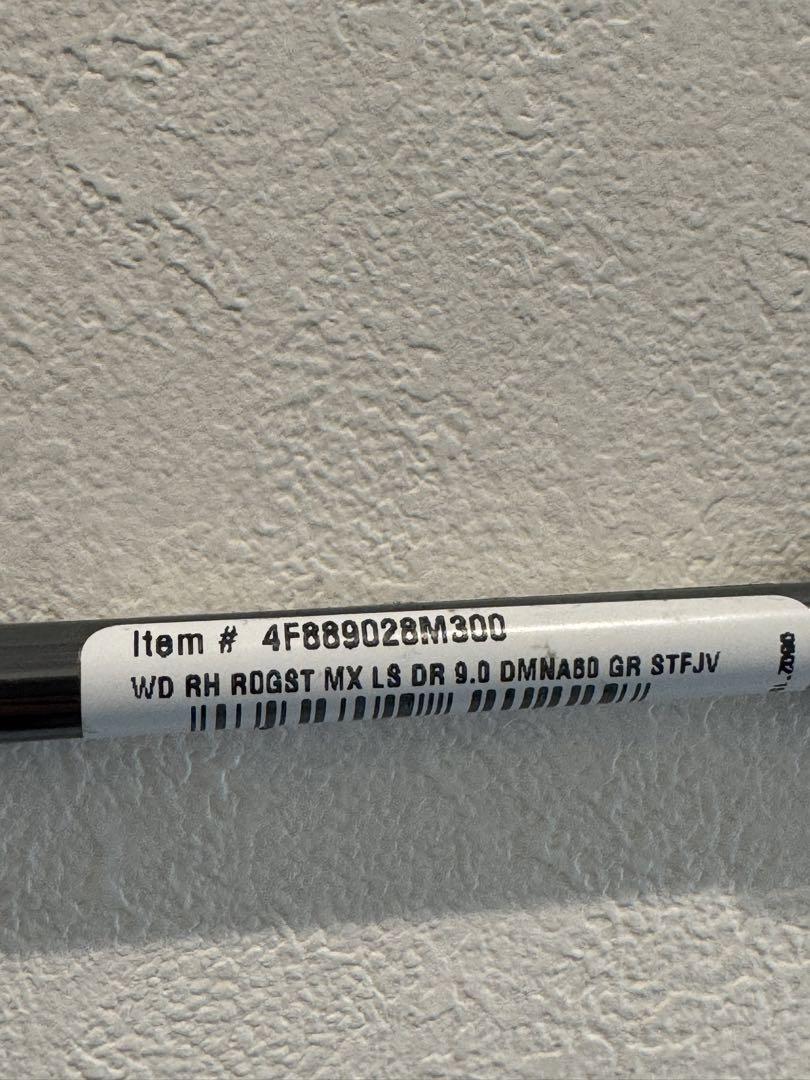 Item # 4F889028M300
WD RH ROGST MX LS DR 9.0 DMNA60 GR STFJV